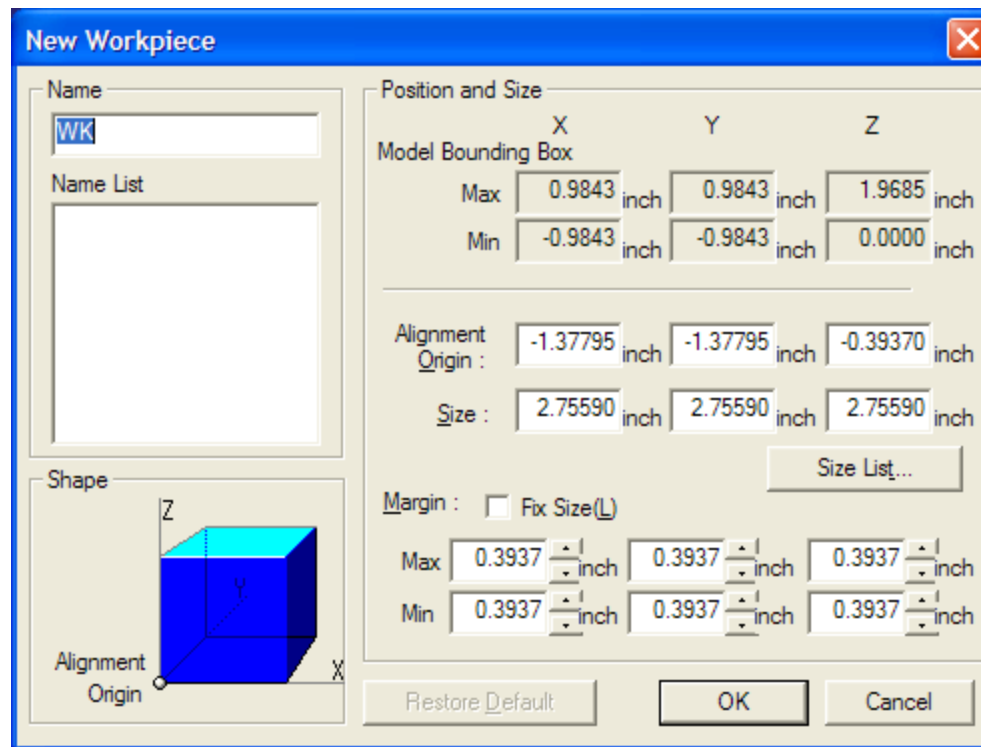 New Workpiece
Name
WK
Name List
Shape
Z
Y
X
Alignment
Origin
Position and Size
X Y Z
Model Bounding Box
Max 0.9843 inch 0.9843 inch 1.9685 inch
Min -0.9843 inch -0.9843 inch 0.0000 inch
Alignment
Origin : -1.37795 inch -1.37795 inch -0.39370 inch
Size : 2.75590 inch 2.75590 inch 2.75590 inch
Size List...
Margin : Fix Size(L)
Max 0.3937 inch 0.3937 inch 0.3937 inch
Min 0.3937 inch 0.3937 inch 0.3937 inch
Restore Default OK Cancel